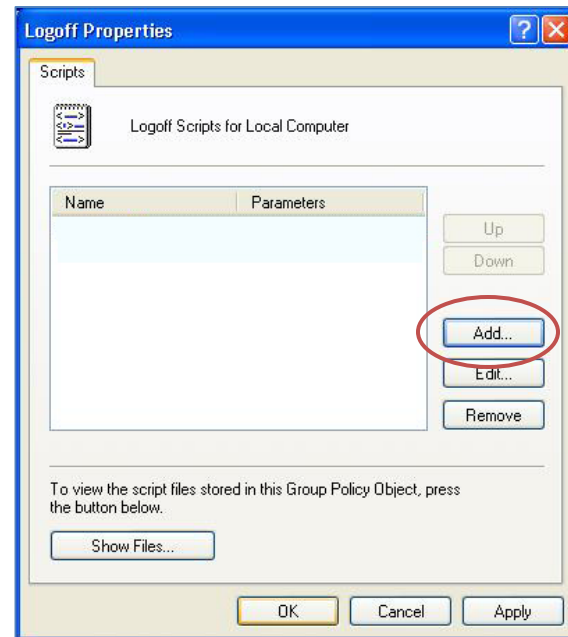 Logoff Properties
Scripts
Logoff Scripts for Local Computer
Name Parameters
Up
Down
Add...
Edit...
Remove
To view the script files stored in this Group Policy Object, press
the button below.
Show Files...
OK Cancel Apply